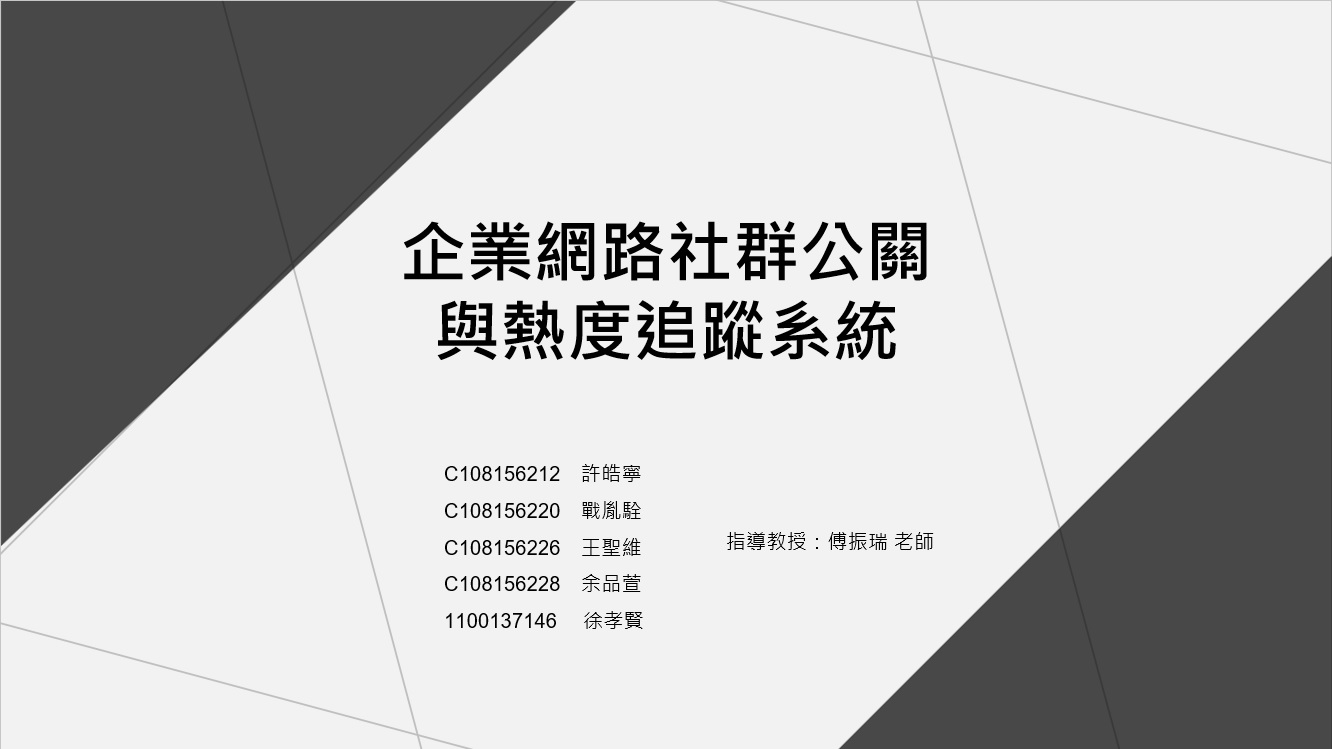 企業網路社群公關
與熱度追蹤系統
C108156212 許皓寧
C108156220 戰胤駩
C108156226 王聖維
C108156228 余品萱
1100137146 徐孝賢
指導教授：傅振瑞 老師